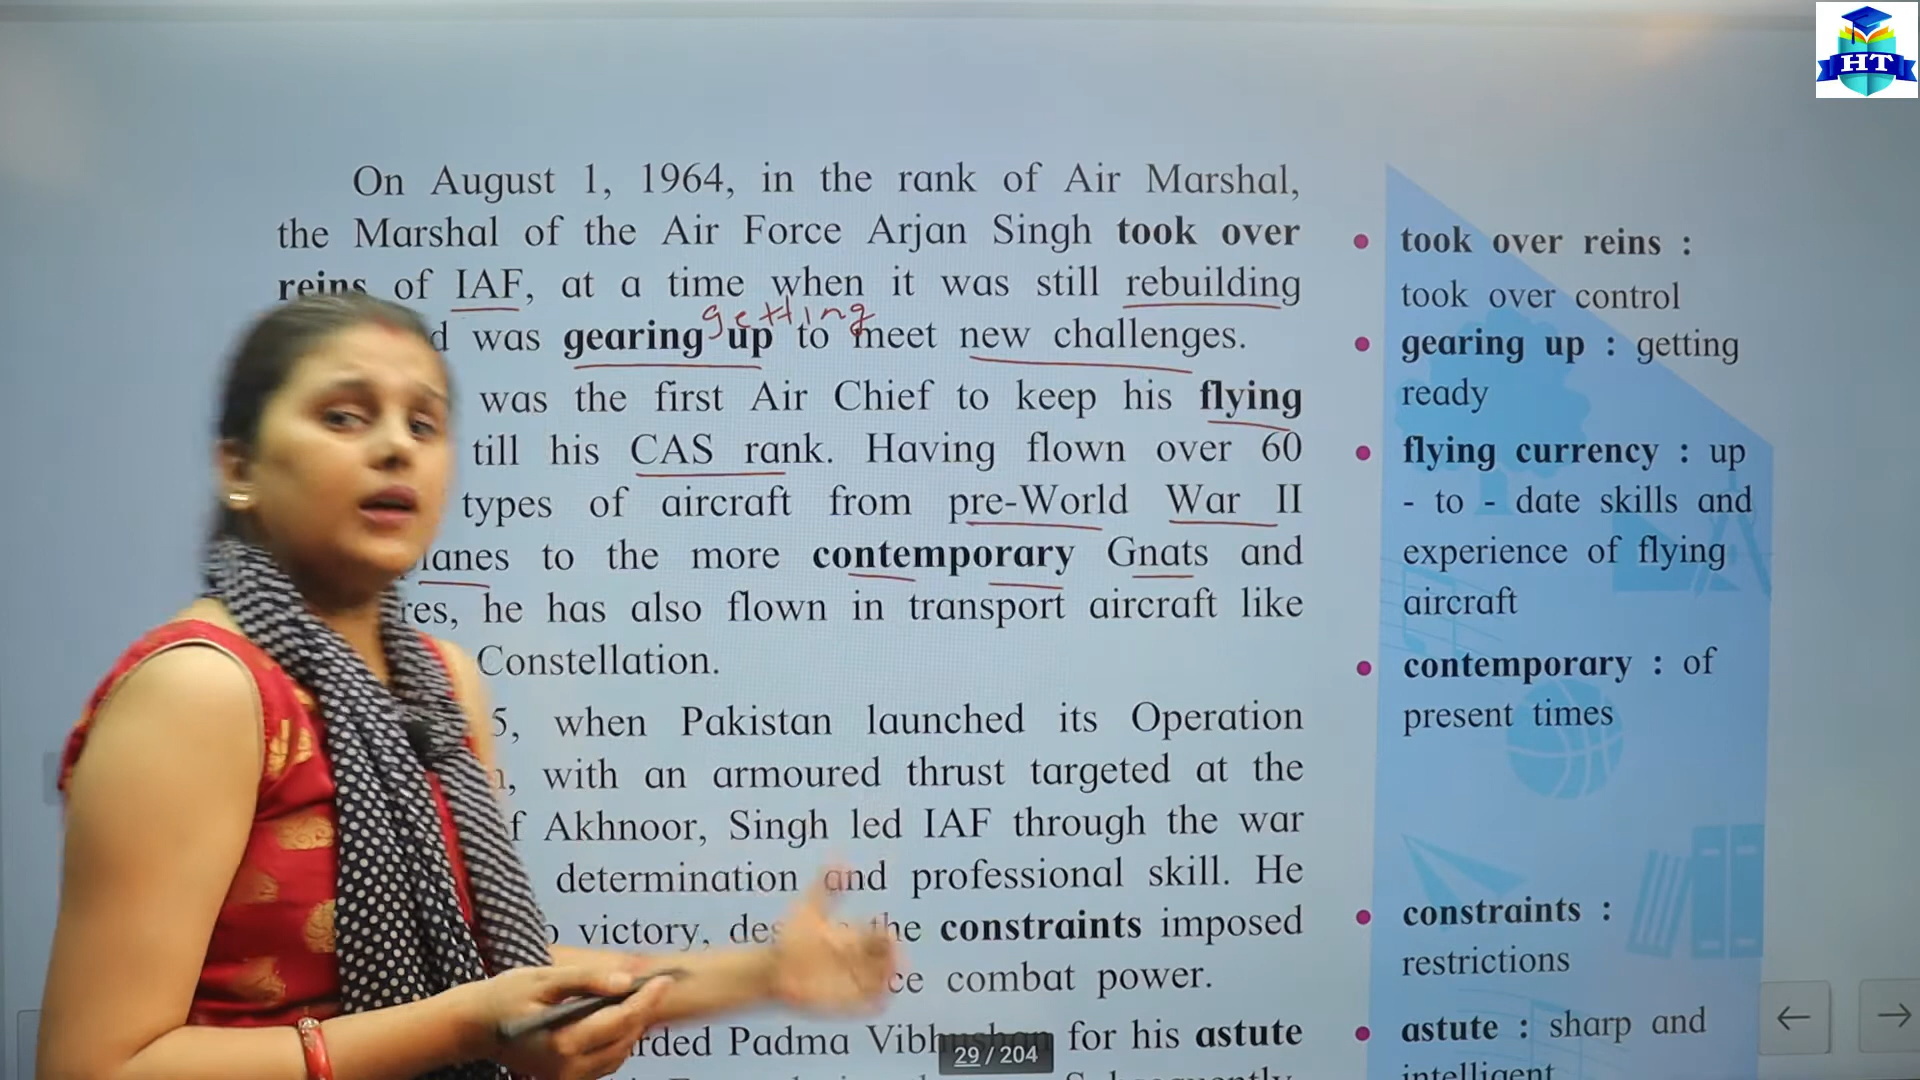 HT
On August 1, 1964, in the rank of Air Marshal,
the Marshal of the Air Force Arjan Singh took over
reins of IAF, at a time when it was still rebuilding
getting
was gearing up to meet new challenges.
was the first Air Chief to keep his flying
till his CAS rank. Having flown over 60
types of aircraft from pre-World War II
to the more contemporary Gnats and
he has also flown in transport aircraft like
Constellation.
5, when Pakistan launched its Operation
with an armoured thrust targeted at the
Akhnoor, Singh led IAF through the war
determination and professional skill. He
victory, the constraints imposed
combat power.
Padma Vibhushan for his astute
Subsequently,
took over reins :
took over control
gearing up : getting
ready
flying currency : up
- to - date skills and
experience of flying
aircraft
contemporary : of
present times
constraints :
restrictions
astute : sharp and
intelligent
29 / 204